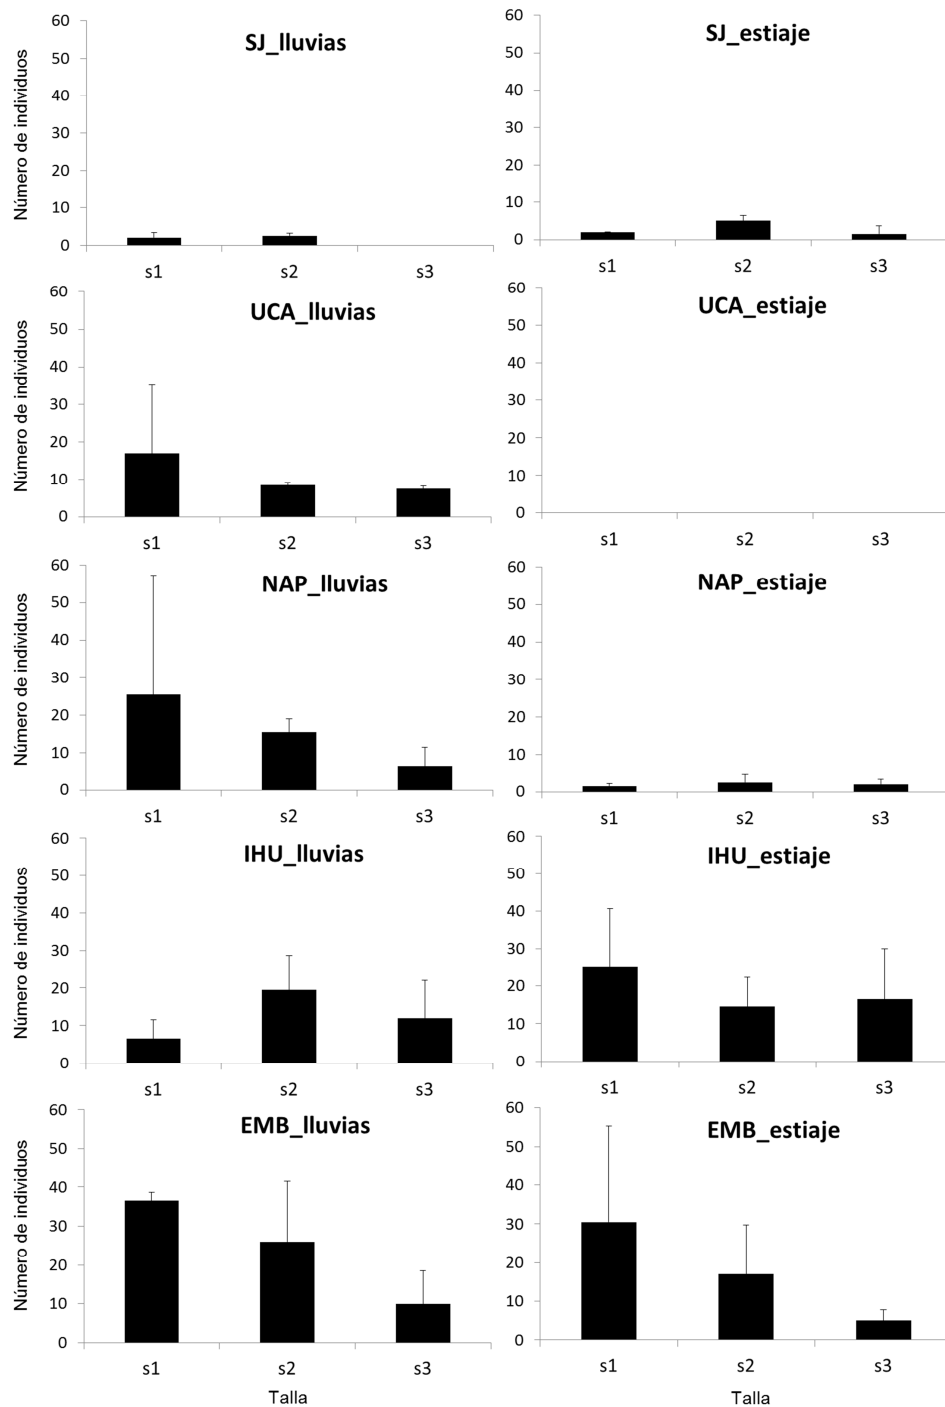 SJ_lluvias
Número de individuos
60
50
40
30
20
10
0
s1 s2 s3
SJ_estiaje
60
50
40
30
20
10
0
s1 s2 s3
UCA_lluvias
Número de individuos
60
50
40
30
20
10
0
s1 s2 s3
UCA_estiaje
60
50
40
30
20
10
0
s1 s2 s3
NAP_lluvias
Número de individuos
60
50
40
30
20
10
0
s1 s2 s3
NAP_estiaje
60
50
40
30
20
10
0
s1 s2 s3
IHU_lluvias
Número de individuos
60
50
40
30
20
10
0
s1 s2 s3
IHU_estiaje
60
50
40
30
20
10
0
s1 s2 s3
EMB_lluvias
Número de individuos
60
50
40
30
20
10
0
s1 s2 s3
Talla
EMB_estiaje
60
50
40
30
20
10
0
s1 s2 s3
Talla